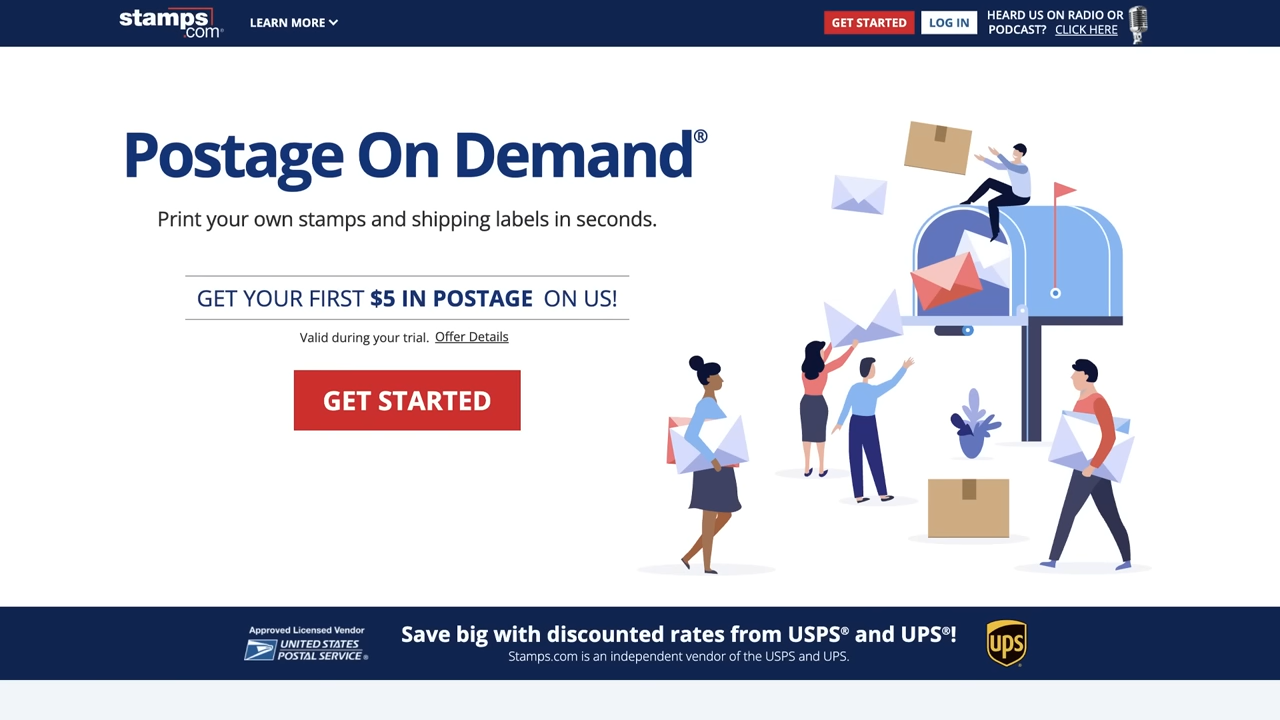 stamps
.com®
LEARN MORE
GET STARTED
LOG IN
HEARD US ON RADIO OR
PODCAST? CLICK HERE
Postage On Demand®
Print your own stamps and shipping labels in seconds.
GET YOUR FIRST $5 IN POSTAGE ON US!
Valid during your trial. Offer Details
GET STARTED
Approved Licensed Vendor
UNITED STATES
POSTAL SERVICE®
Save big with discounted rates from USPS® and UPS®!
Stamps.com is an independent vendor of the USPS and UPS.
ups